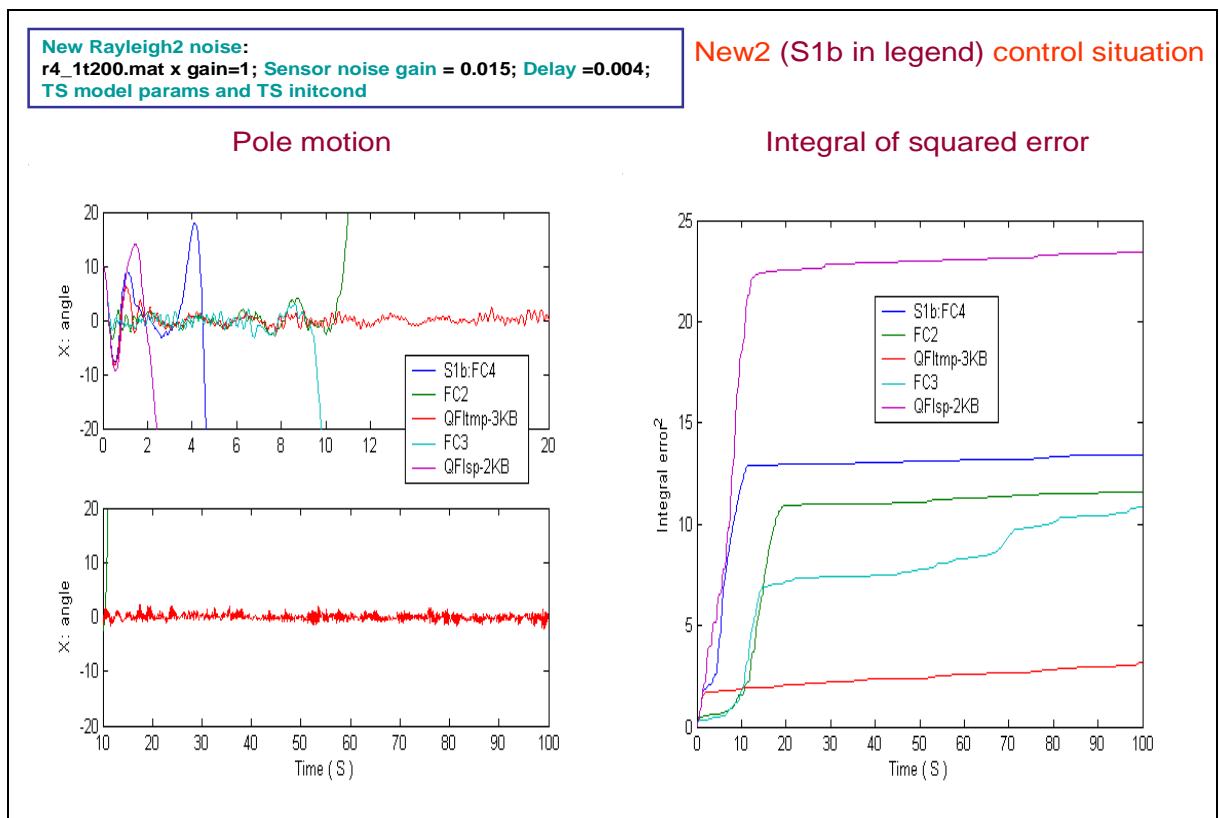 New Rayleigh2 noise:
r4_1t200.mat x gain=1; Sensor noise gain = 0.015; Delay =0.004;
TS model params and TS initcond
New2 (S1b in legend) control situation
Pole motion
20
10
0
-10
-20
X: angle
0 2 4 6 8 10 12 20
S1b:FC4
FC2
QFItmp-3KB
FC3
QFIsp-2KB
20
10
0
-10
-20
X: angle
10 20 30 40 50 60 70 80 90 100
Time ( S )
Integral of squared error
25
20
15
10
5
0
Integral error2
S1b:FC4
FC2
QFItmp-3KB
FC3
QFIsp-2KB
0 10 20 30 40 50 60 70 80 90 100
Time ( S )